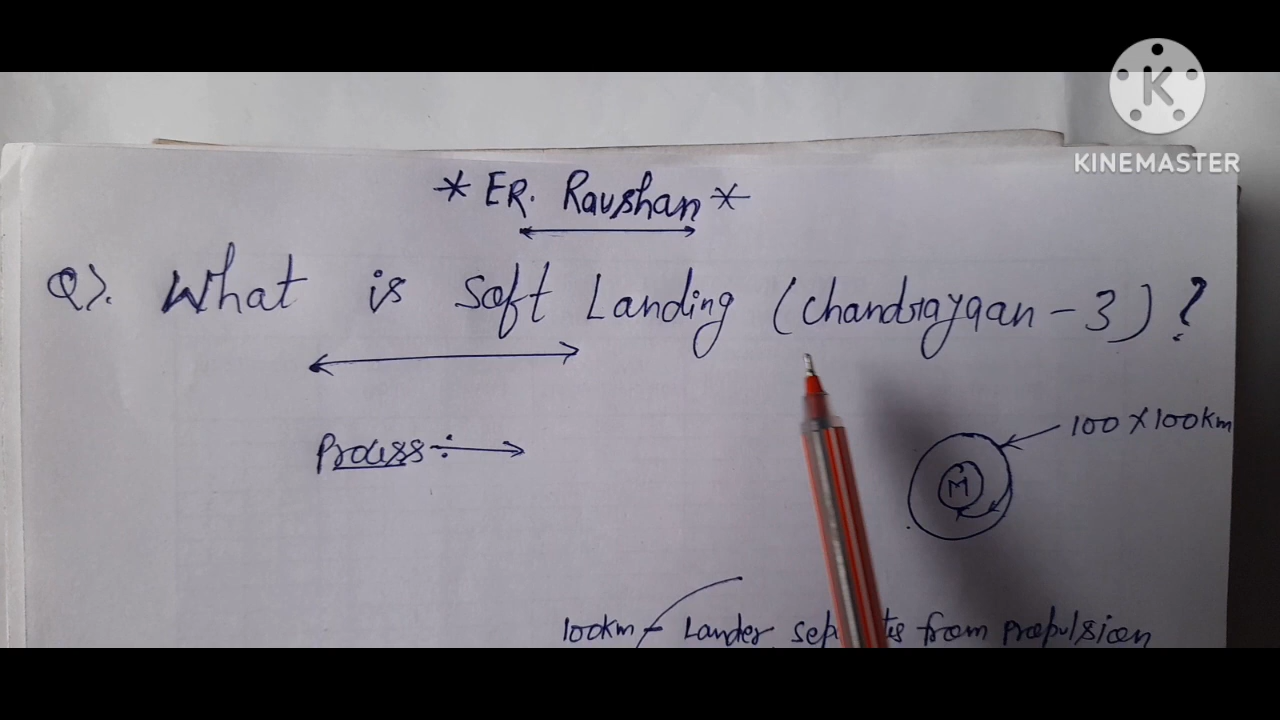 KINEMASTER
* ER. Raushan *
Q>. What is Soft Landing (Chandrayaan - 3) ?
Process ÷ →
100 X 100km
M
100km - Lander from propulsion